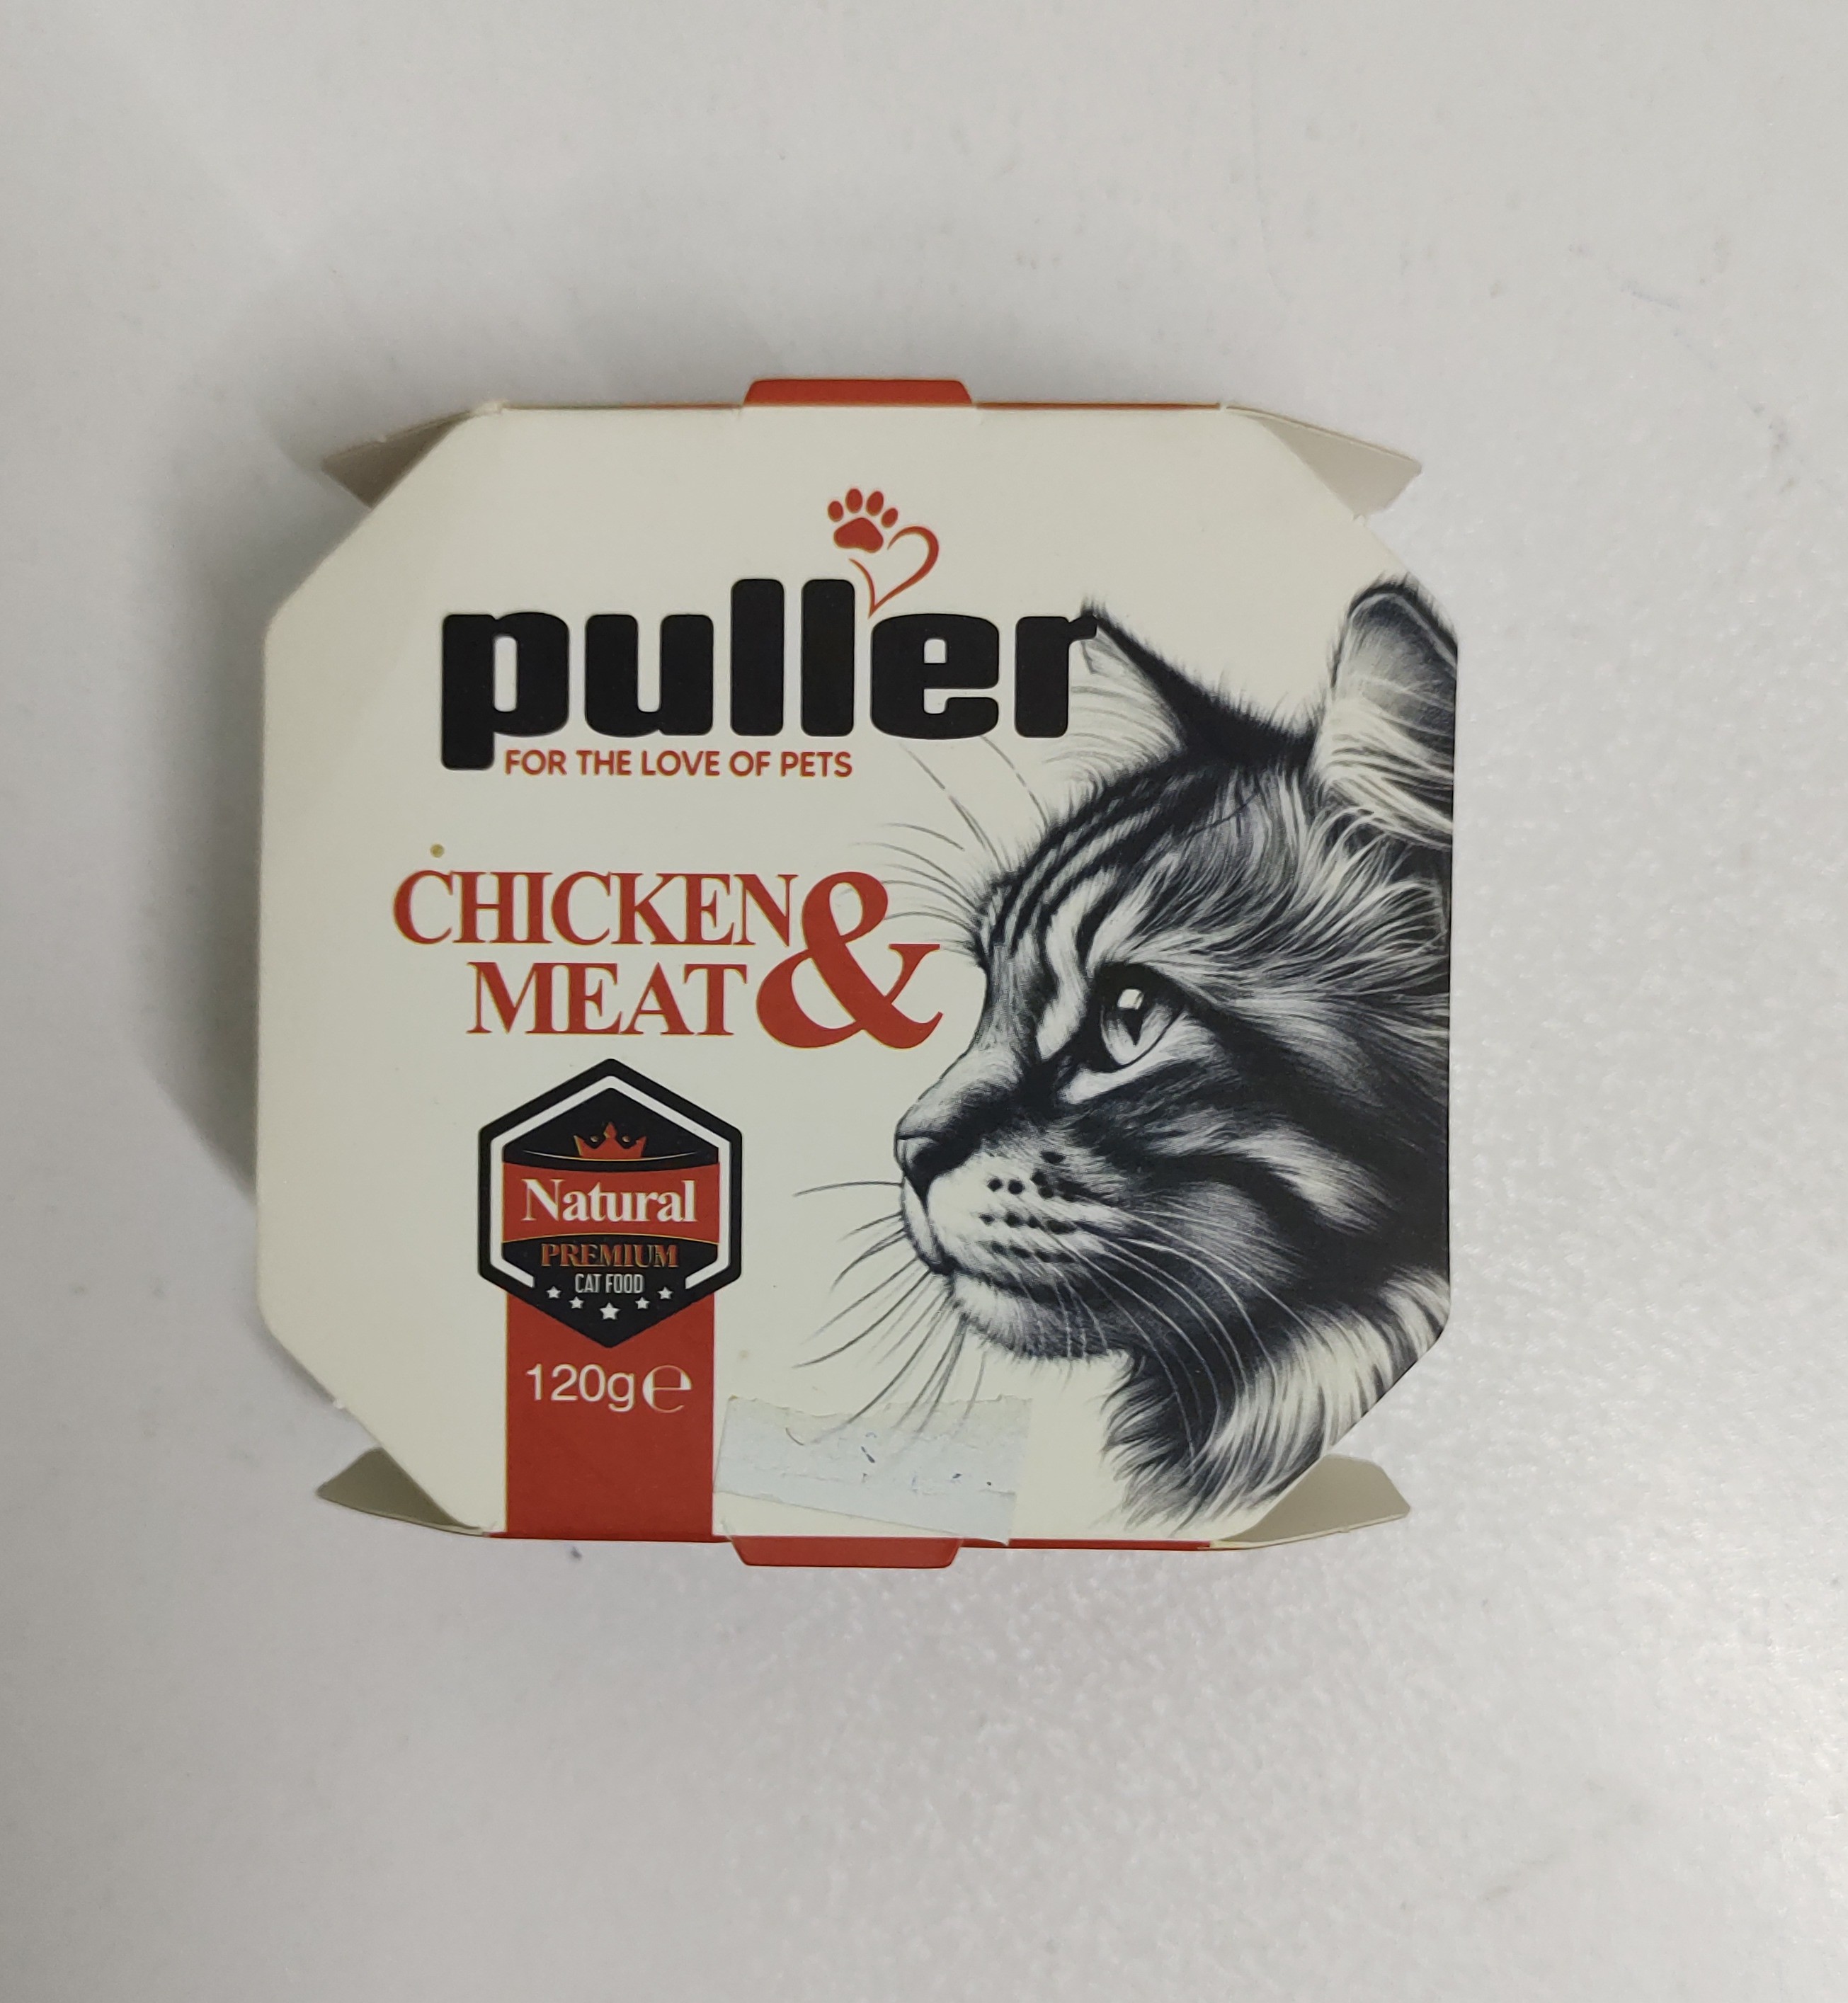 puller
FOR THE LOVE OF PETS
CHICKEN &
MEAT
Natural
PREMIUM
CAT FOOD
120g℮